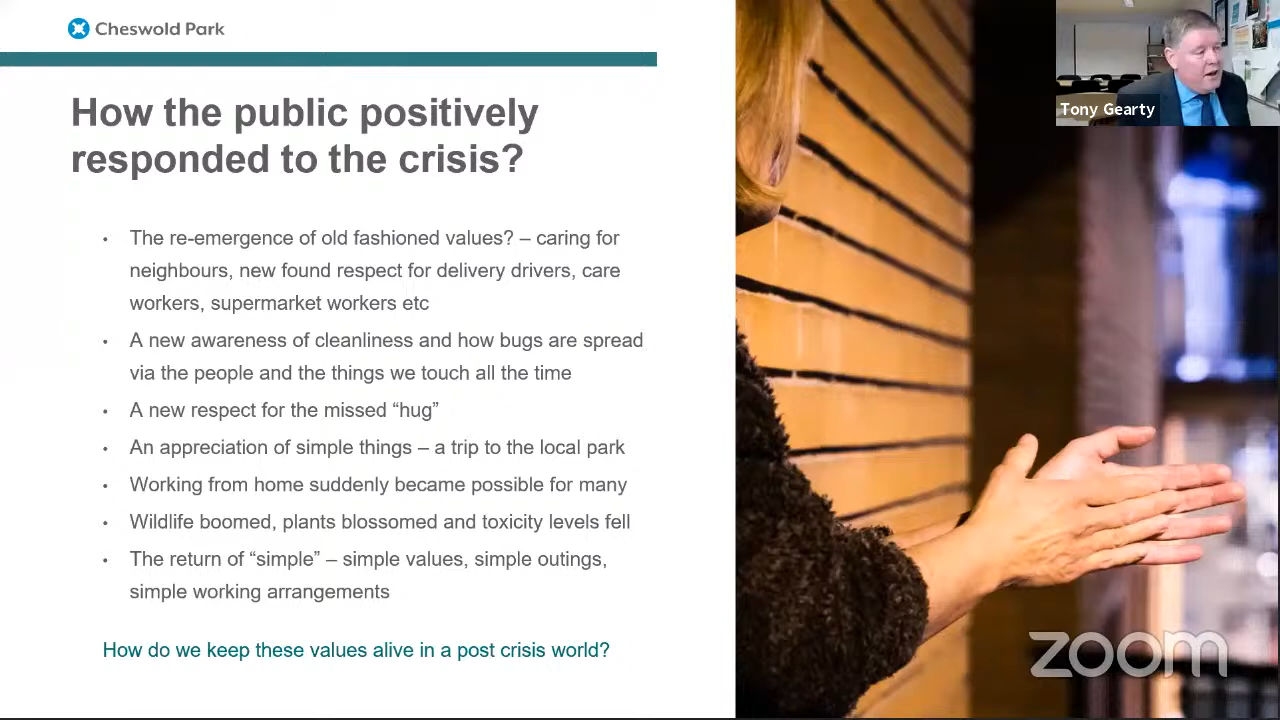 Cheswold Park
How the public positively
responded to the crisis?
• The re-emergence of old fashioned values? – caring for
neighbours, new found respect for delivery drivers, care
workers, supermarket workers etc
• A new awareness of cleanliness and how bugs are spread
via the people and the things we touch all the time
• A new respect for the missed “hug”
• An appreciation of simple things – a trip to the local park
• Working from home suddenly became possible for many
• Wildlife boomed, plants blossomed and toxicity levels fell
• The return of “simple” – simple values, simple outings,
simple working arrangements
How do we keep these values alive in a post crisis world?
Tony Gearty
zoom